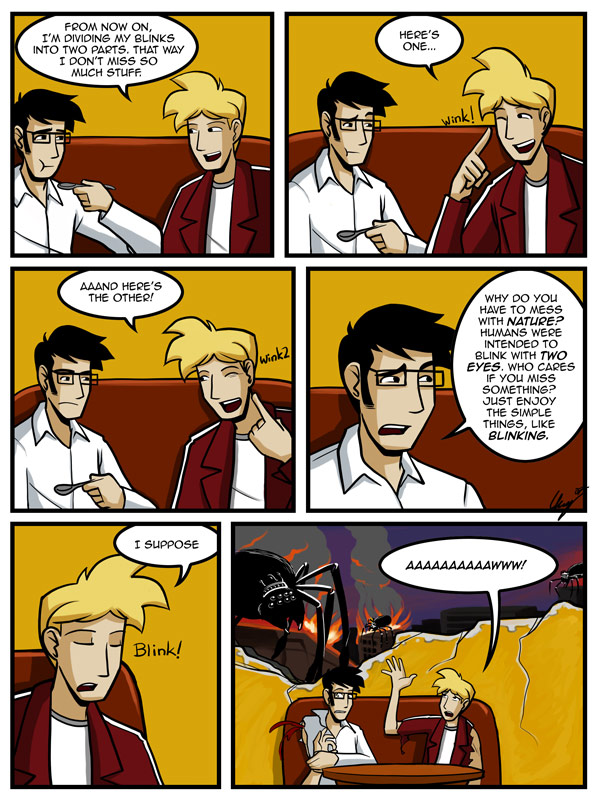 FROM NOW ON,
I'M DIVIDING MY BLINKS
INTO TWO PARTS. THAT WAY
I DON'T MISS SO
MUCH STUFF.
HERE'S
ONE...
wink!
AAAND HERE'S
THE OTHER!
wink2
WHY DO YOU
HAVE TO MESS
WITH NATURE?
HUMANS WERE
INTENDED TO
BLINK WITH TWO
EYES. WHO CARES
IF YOU MISS
SOMETHING?
JUST ENJOY
THE SIMPLE
THINGS, LIKE
BLINKING.
I SUPPOSE
Blink!
AAAAAAAAAAWWW!